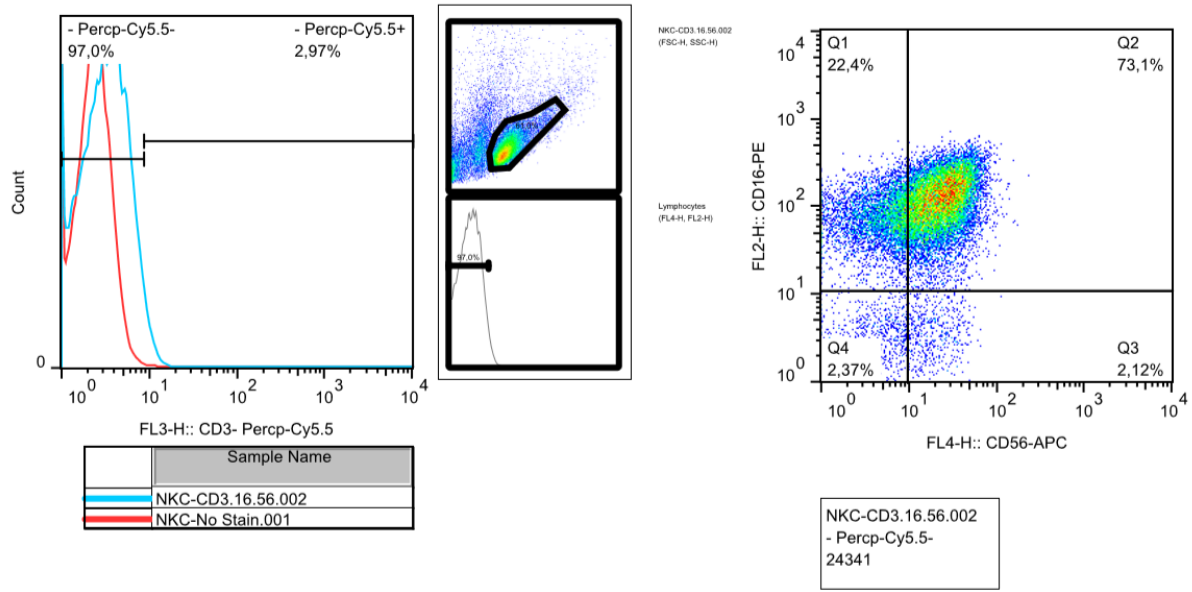 - Percp-Cy5.5-
97,0%
- Percp-Cy5.5+
2,97%
Count
0
10^0 10^1 10^2 10^3 10^4
FL3-H:: CD3- Percp-Cy5.5
Sample Name
NKC-CD3.16.56.002
NKC-No Stain.001
97,0%
NKC-CD3.16.56.002
(FSC-H, SSC-H)
Lymphocytes
(FL4-H, FL2-H)
Q1
22,4%
Q2
73,1%
Q4
2,37%
Q3
2,12%
FL2-H:: CD16-PE
10^4
10^3
10^2
10^1
10^0
10^0 10^1 10^2 10^3 10^4
FL4-H:: CD56-APC
NKC-CD3.16.56.002
- Percp-Cy5.5-
24341